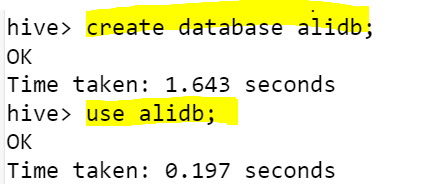 hive> create database alidb;
OK
Time taken: 1.643 seconds
hive> use alidb;
OK
Time taken: 0.197 seconds